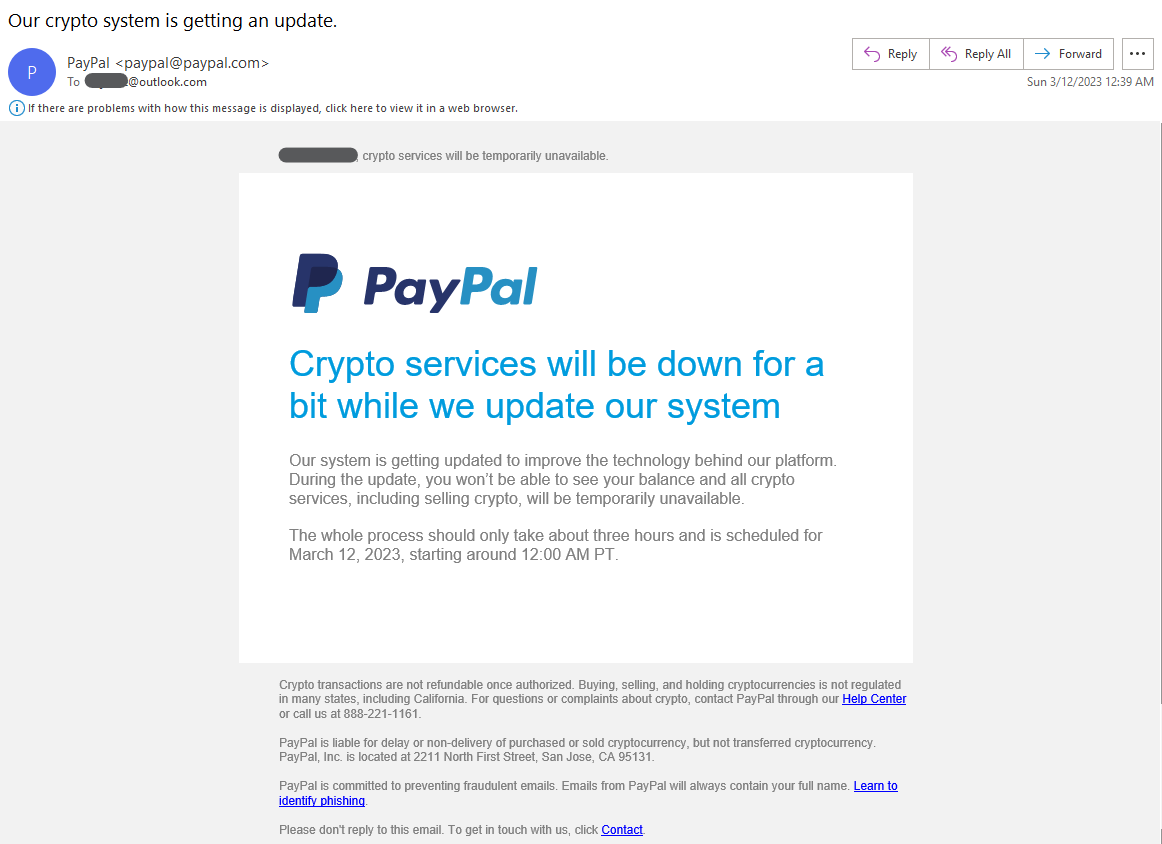 Our crypto system is getting an update.
P
PayPal <paypal@paypal.com>
To @outlook.com
Reply
Reply All
Forward
Sun 3/12/2023 12:39 AM
If there are problems with how this message is displayed, click here to view it in a web browser.
crypto services will be temporarily unavailable.
PayPal
Crypto services will be down for a
bit while we update our system
Our system is getting updated to improve the technology behind our platform.
During the update, you won't be able to see your balance and all crypto
services, including selling crypto, will be temporarily unavailable.
The whole process should only take about three hours and is scheduled for
March 12, 2023, starting around 12:00 AM PT.
Crypto transactions are not refundable once authorized. Buying, selling, and holding cryptocurrencies is not regulated
in many states, including California. For questions or complaints about crypto, contact PayPal through our Help Center
or call us at 888-221-1161.
PayPal is liable for delay or non-delivery of purchased or sold cryptocurrency, but not transferred cryptocurrency.
PayPal, Inc. is located at 2211 North First Street, San Jose, CA 95131.
PayPal is committed to preventing fraudulent emails. Emails from PayPal will always contain your full name. Learn to
identify phishing.
Please don't reply to this email. To get in touch with us, click Contact.